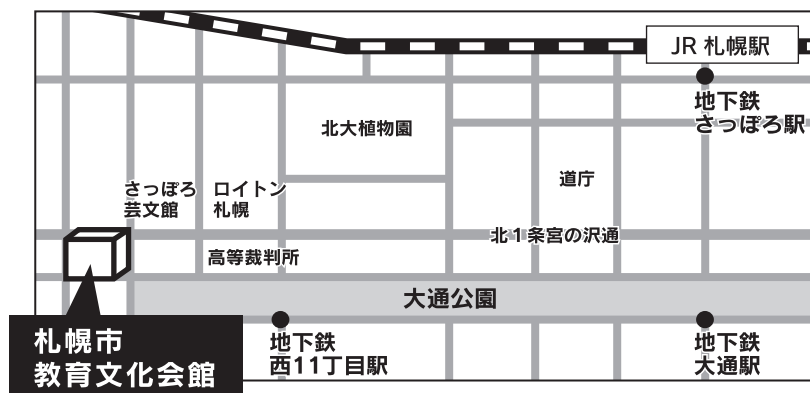 JR 札幌駅
地下鉄
さっぽろ駅
北大植物園
道庁
さっぽろ
芸文館
ロイトン
札幌
北1条宮の沢通
高等裁判所
大通公園
札幌市
教育文化会館
地下鉄
西11丁目駅
地下鉄
大通駅